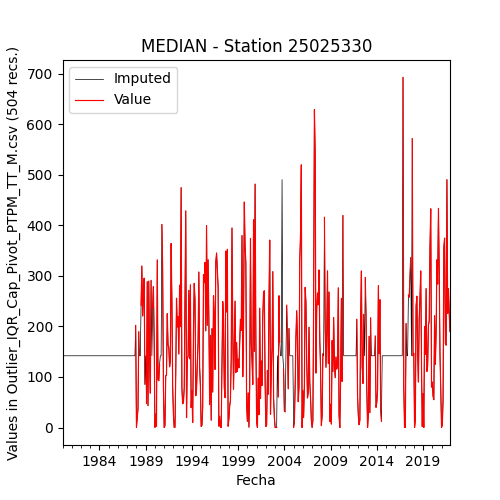 MEDIAN - Station 25025330
Values in Outlier_IQR_Cap_Pivot_PTPM_TT_M.csv (504 recs.)
700
600
500
400
300
200
100
0
Imputed
Value
1984 1989 1994 1999 2004 2009 2014 2019
Fecha